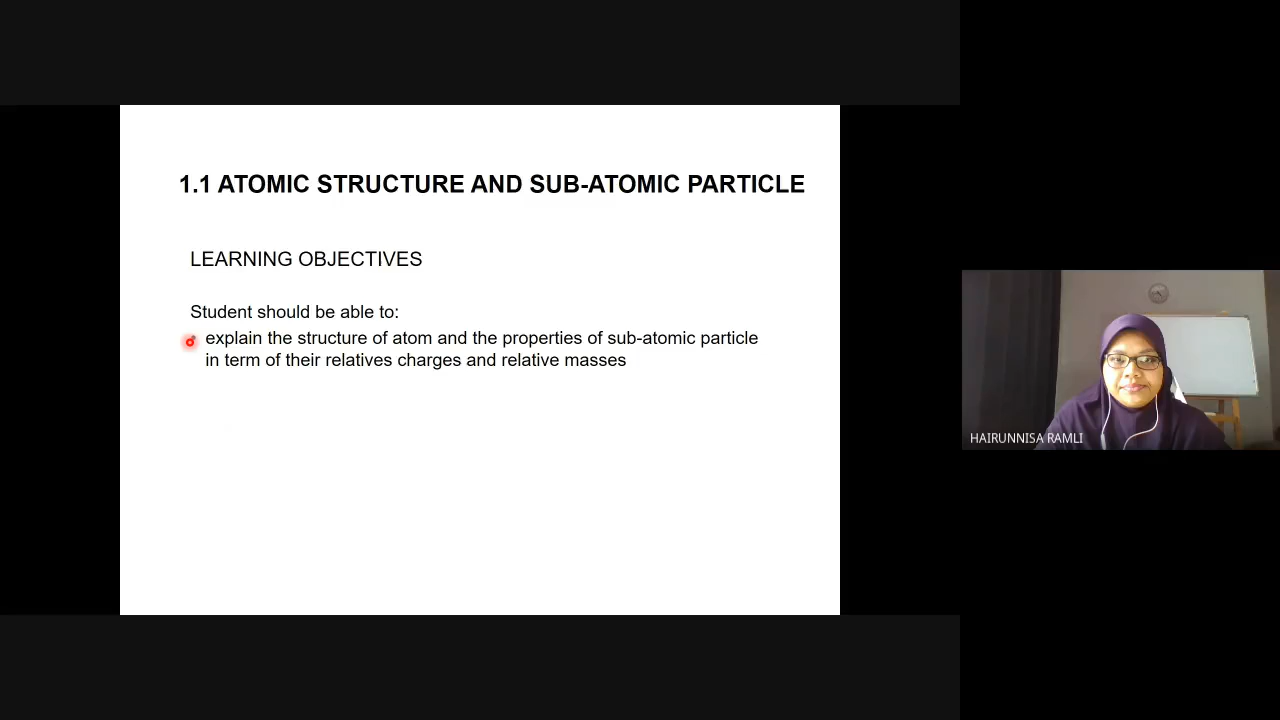 1.1 ATOMIC STRUCTURE AND SUB-ATOMIC PARTICLE
LEARNING OBJECTIVES
Student should be able to:
explain the structure of atom and the properties of sub-atomic particle
in term of their relatives charges and relative masses
HAIRUNNISA RAMLI